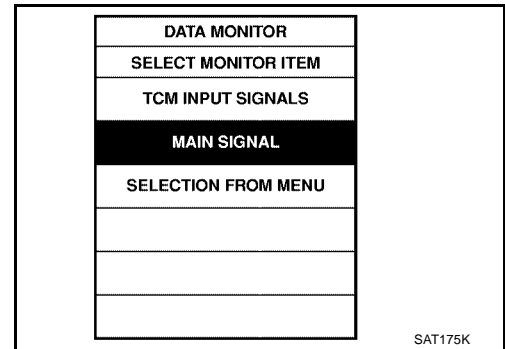 DATA MONITOR
SELECT MONITOR ITEM
TCM INPUT SIGNALS
MAIN SIGNAL
SELECTION FROM MENU
SAT175K